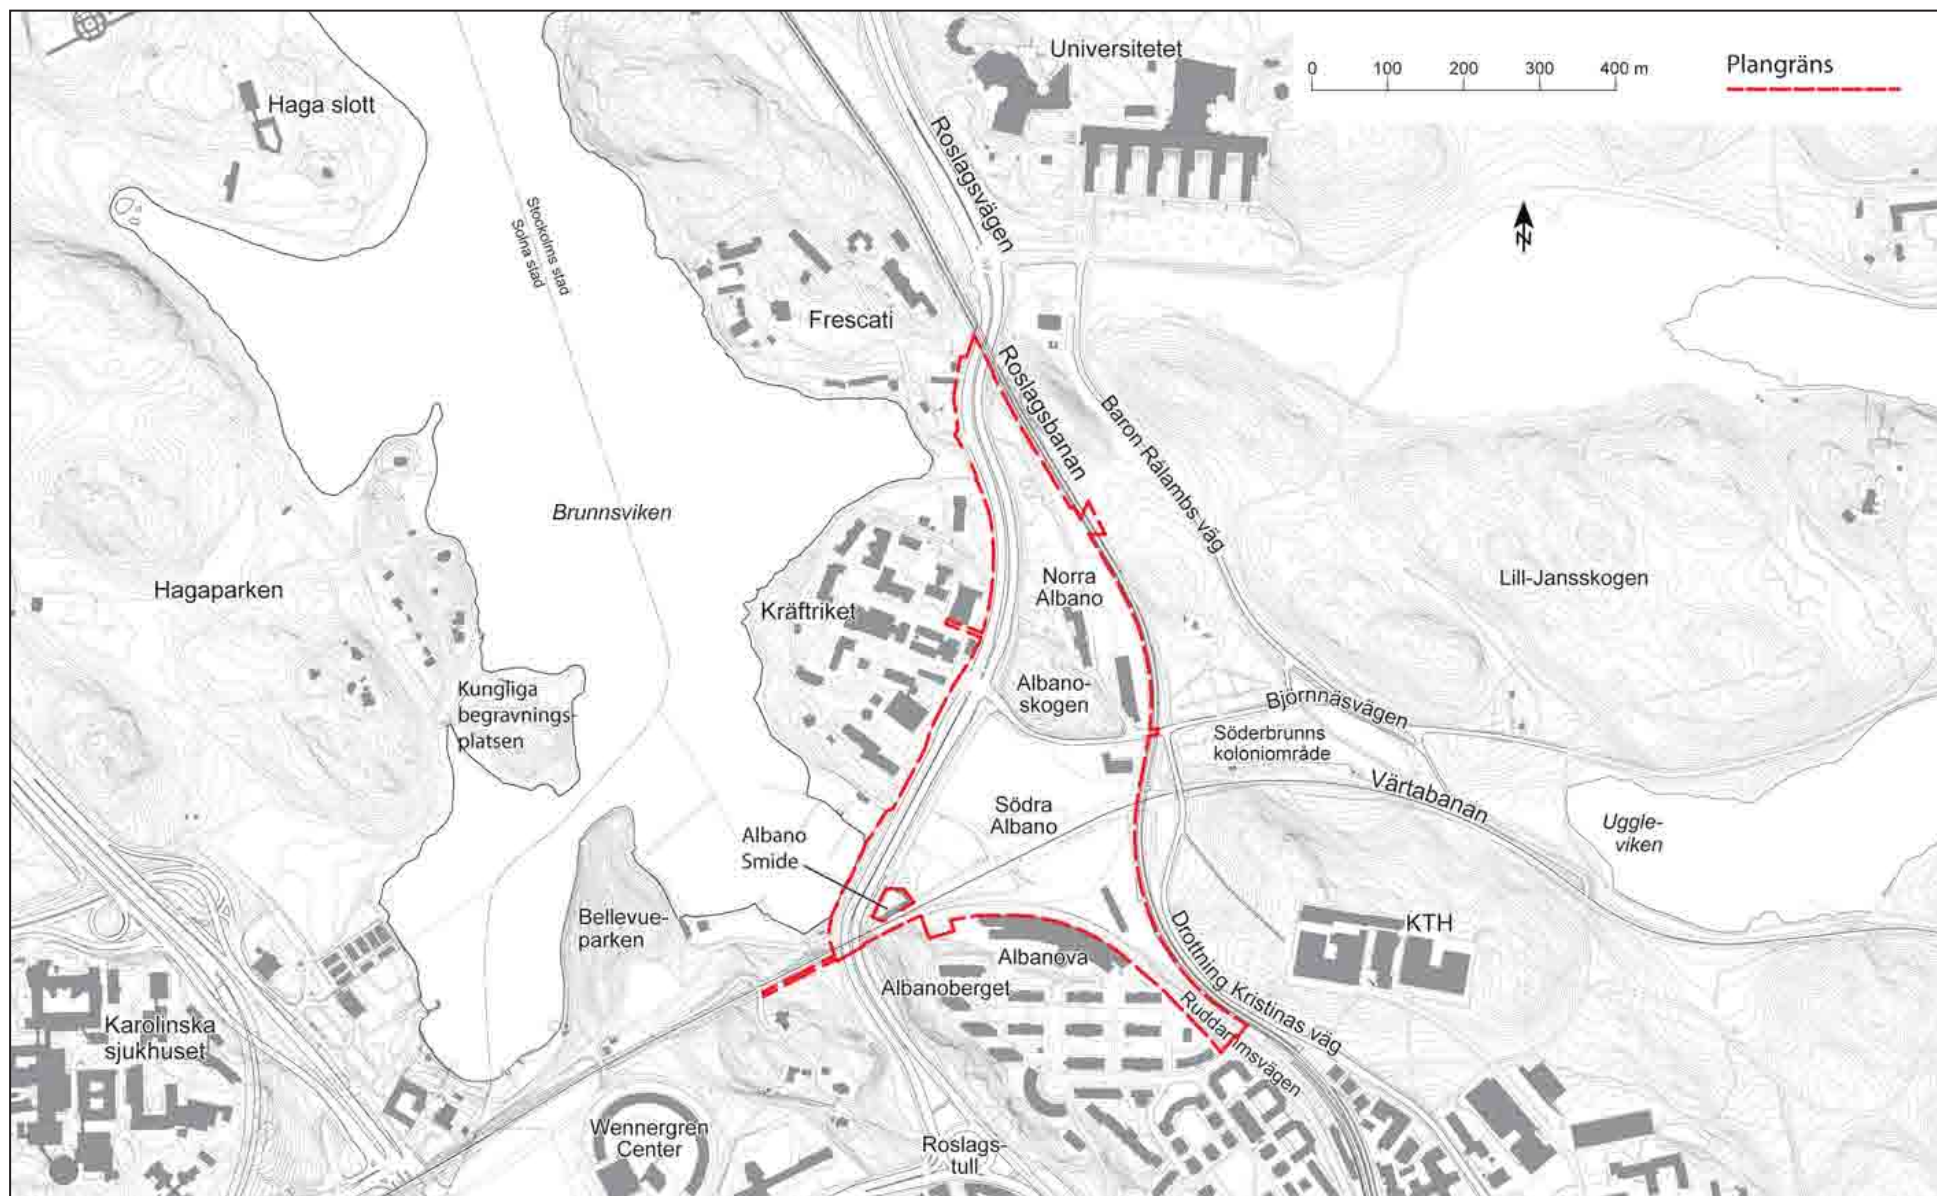 Universitetet
0 100 200 300 400 m
Plangräns
Haga slott
Roslagsvägen
N
Stockolms stad
Solna stad
Frescati
Roslagsbanan
Baron Rålambs väg
Brunnsviken
Hagaparken
Norra
Albano
Lill-Jansskogen
Kräftriket
Kungliga
begravnings-
platsen
Albano-
skogen
Björnnäsvägen
Söderbrunns
koloniområde
Värtabanan
Södra
Albano
Albano
Smide
Uggle-
viken
Bellevue-
parken
KTH
Drottning Kristinas väg
Albanova
Albanoberget
Ruddammsvägen
Karolinska
sjukhuset
Wennergren
Center
Roslags-
tull